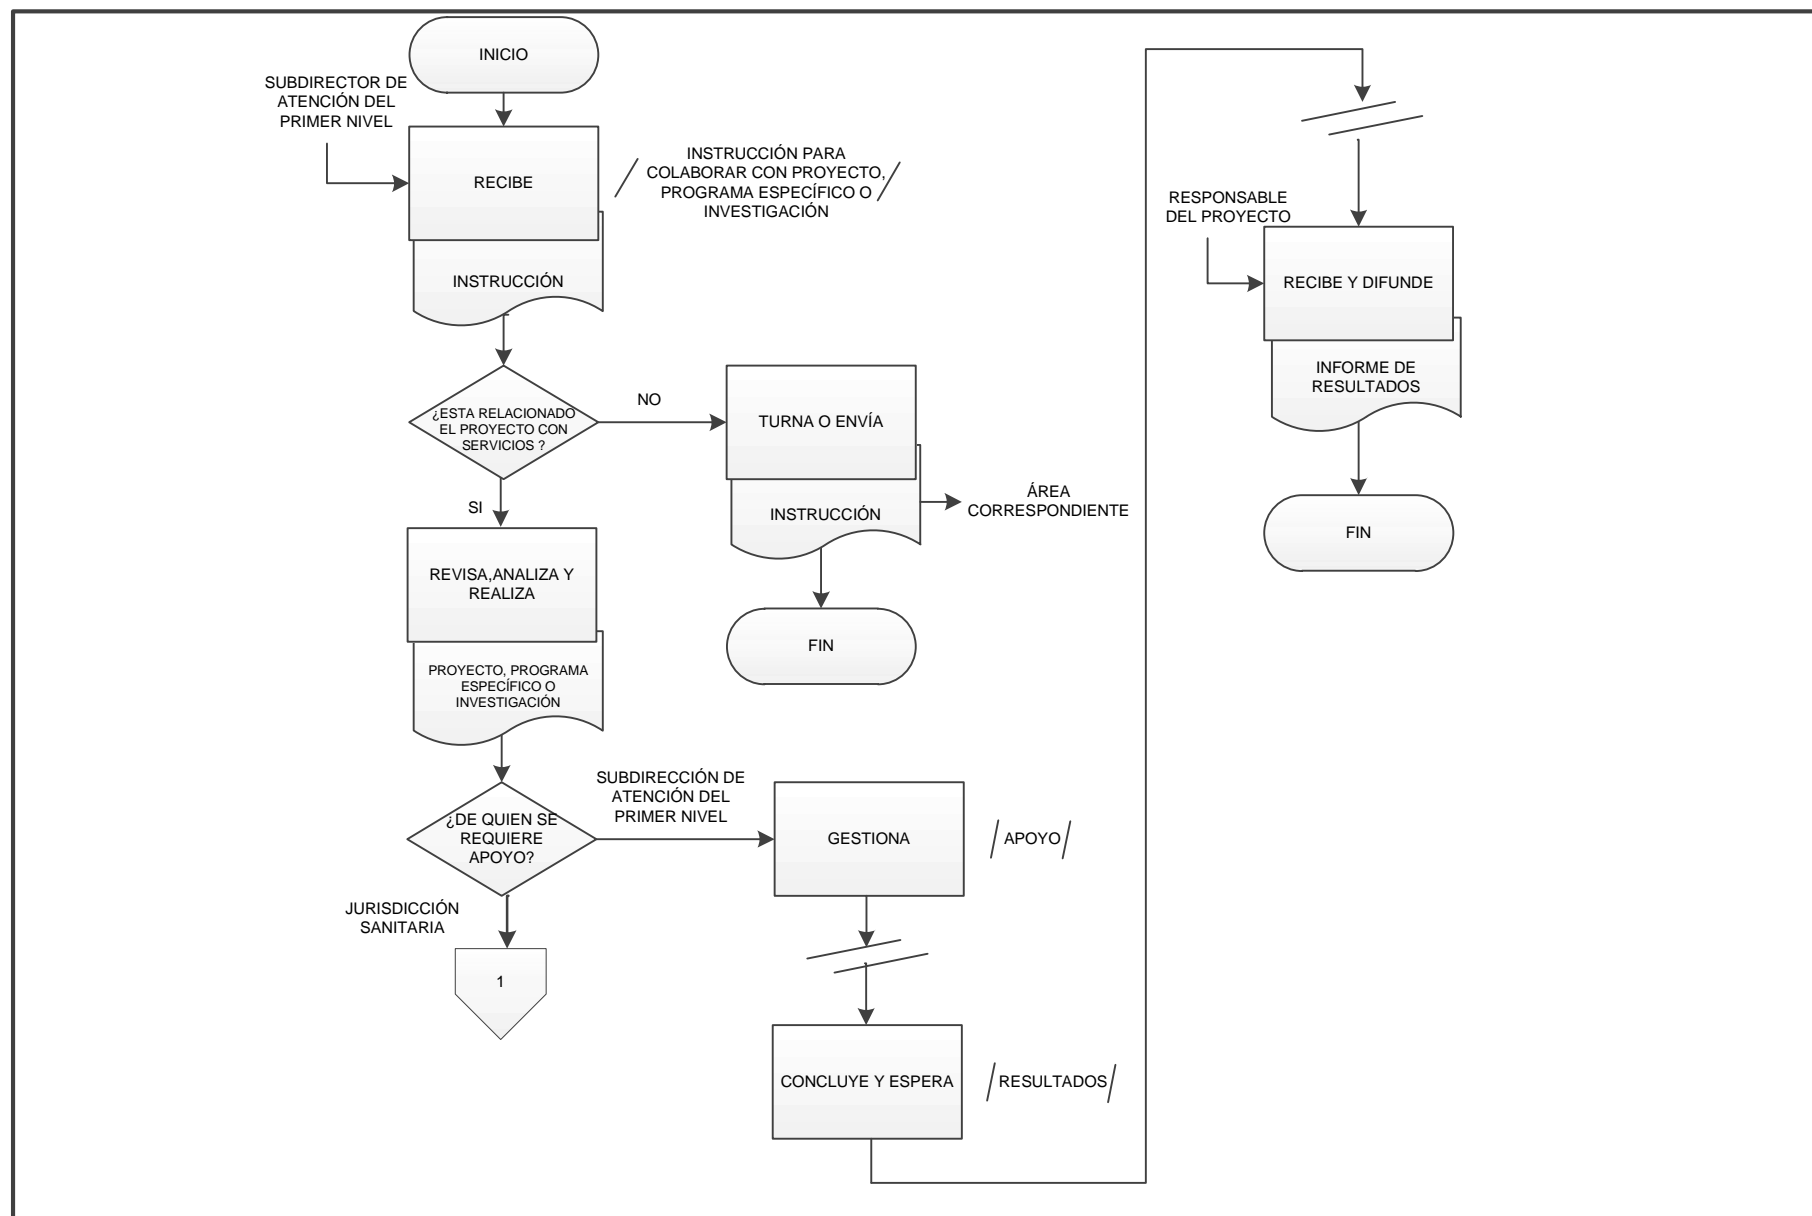 INICIO
SUBDIRECTOR DE
ATENCIÓN DEL
PRIMER NIVEL
RECIBE
INSTRUCCIÓN PARA
COLABORAR CON PROYECTO,
PROGRAMA ESPECÍFICO O
INVESTIGACIÓN
INSTRUCCIÓN
¿ESTA RELACIONADO
EL PROYECTO CON
SERVICIOS ?
NO
TURNA O ENVÍA
INSTRUCCIÓN
ÁREA
CORRESPONDIENTE
FIN
SI
REVISA,ANALIZA Y
REALIZA
PROYECTO, PROGRAMA
ESPECÍFICO O
INVESTIGACIÓN
¿DE QUIEN SE
REQUIERE
APOYO?
SUBDIRECCIÓN DE
ATENCIÓN DEL
PRIMER NIVEL
GESTIONA
APOYO
JURISDICCIÓN
SANITARIA
1
CONCLUYE Y ESPERA
RESULTADOS
RESPONSABLE
DEL PROYECTO
RECIBE Y DIFUNDE
INFORME DE
RESULTADOS
FIN